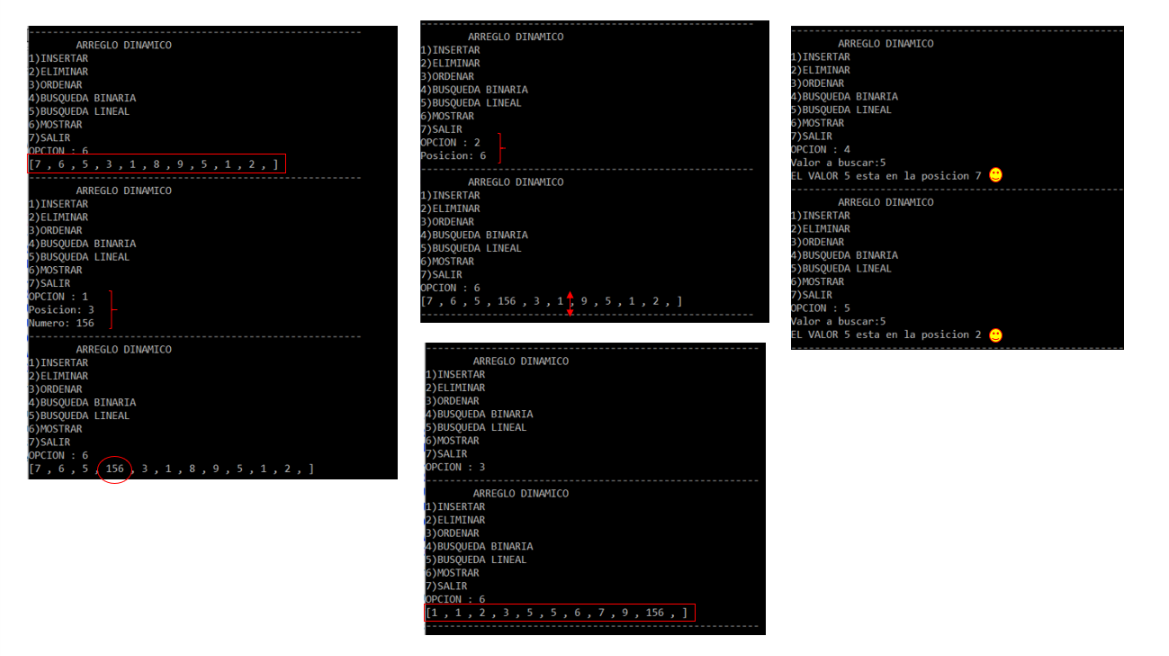 ARREGLO DINAMICO
1)INSERTAR
2)ELIMINAR
3)ORDENAR
4)BUSQUEDA BINARIA
5)BUSQUEDA LINEAL
6)MOSTRAR
7)SALIR
OPCION : 6
[7 , 6 , 5 , 3 , 1 , 8 , 9 , 5 , 1 , 2 , ]
ARREGLO DINAMICO
1)INSERTAR
2)ELIMINAR
3)ORDENAR
4)BUSQUEDA BINARIA
5)BUSQUEDA LINEAL
6)MOSTRAR
7)SALIR
OPCION : 1
Posicion: 3
Numero: 156
ARREGLO DINAMICO
1)INSERTAR
2)ELIMINAR
3)ORDENAR
4)BUSQUEDA BINARIA
5)BUSQUEDA LINEAL
6)MOSTRAR
7)SALIR
OPCION : 6
[7 , 6 , 5 , 156 , 3 , 1 , 8 , 9 , 5 , 1 , 2 , ]
ARREGLO DINAMICO
1)INSERTAR
2)ELIMINAR
3)ORDENAR
4)BUSQUEDA BINARIA
5)BUSQUEDA LINEAL
6)MOSTRAR
7)SALIR
OPCION : 2
Posicion: 6
ARREGLO DINAMICO
1)INSERTAR
2)ELIMINAR
3)ORDENAR
4)BUSQUEDA BINARIA
5)BUSQUEDA LINEAL
6)MOSTRAR
7)SALIR
OPCION : 6
[7 , 6 , 5 , 156 , 3 , 1 , 9 , 5 , 1 , 2 , ]
ARREGLO DINAMICO
1)INSERTAR
2)ELIMINAR
3)ORDENAR
4)BUSQUEDA BINARIA
5)BUSQUEDA LINEAL
6)MOSTRAR
7)SALIR
OPCION : 3
ARREGLO DINAMICO
1)INSERTAR
2)ELIMINAR
3)ORDENAR
4)BUSQUEDA BINARIA
5)BUSQUEDA LINEAL
6)MOSTRAR
7)SALIR
OPCION : 6
[1 , 1 , 2 , 3 , 5 , 5 , 6 , 7 , 9 , 156 , ]
ARREGLO DINAMICO
1)INSERTAR
2)ELIMINAR
3)ORDENAR
4)BUSQUEDA BINARIA
5)BUSQUEDA LINEAL
6)MOSTRAR
7)SALIR
OPCION : 4
Valor a buscar:5
EL VALOR 5 esta en la posicion 7
ARREGLO DINAMICO
1)INSERTAR
2)ELIMINAR
3)ORDENAR
4)BUSQUEDA BINARIA
5)BUSQUEDA LINEAL
6)MOSTRAR
7)SALIR
OPCION : 5
Valor a buscar:5
EL VALOR 5 esta en la posicion 2